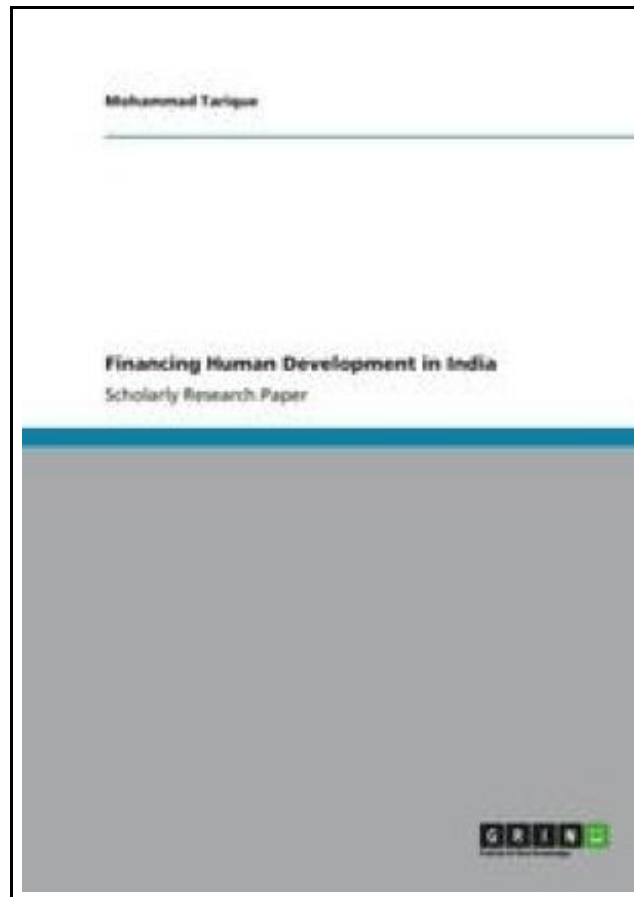 Mohammad Tarique
Financing Human Development in India
Scholarly Research Paper
GRIN